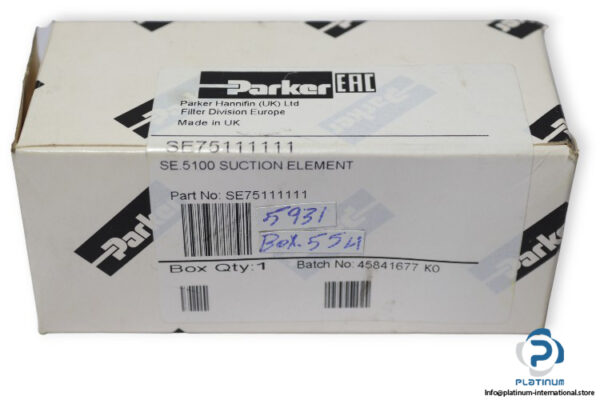 Parker EAC
Parker Hannifin (UK) Ltd
Filter Division Europe
Made in UK
SE75111111
SE.5100 SUCTION ELEMENT
Part No: SE75111111
5931
Box.554
Box Qty:1 Batch No: 45841677 K0
Parker
Parker
PLATINUM
Info@platinum-international.store